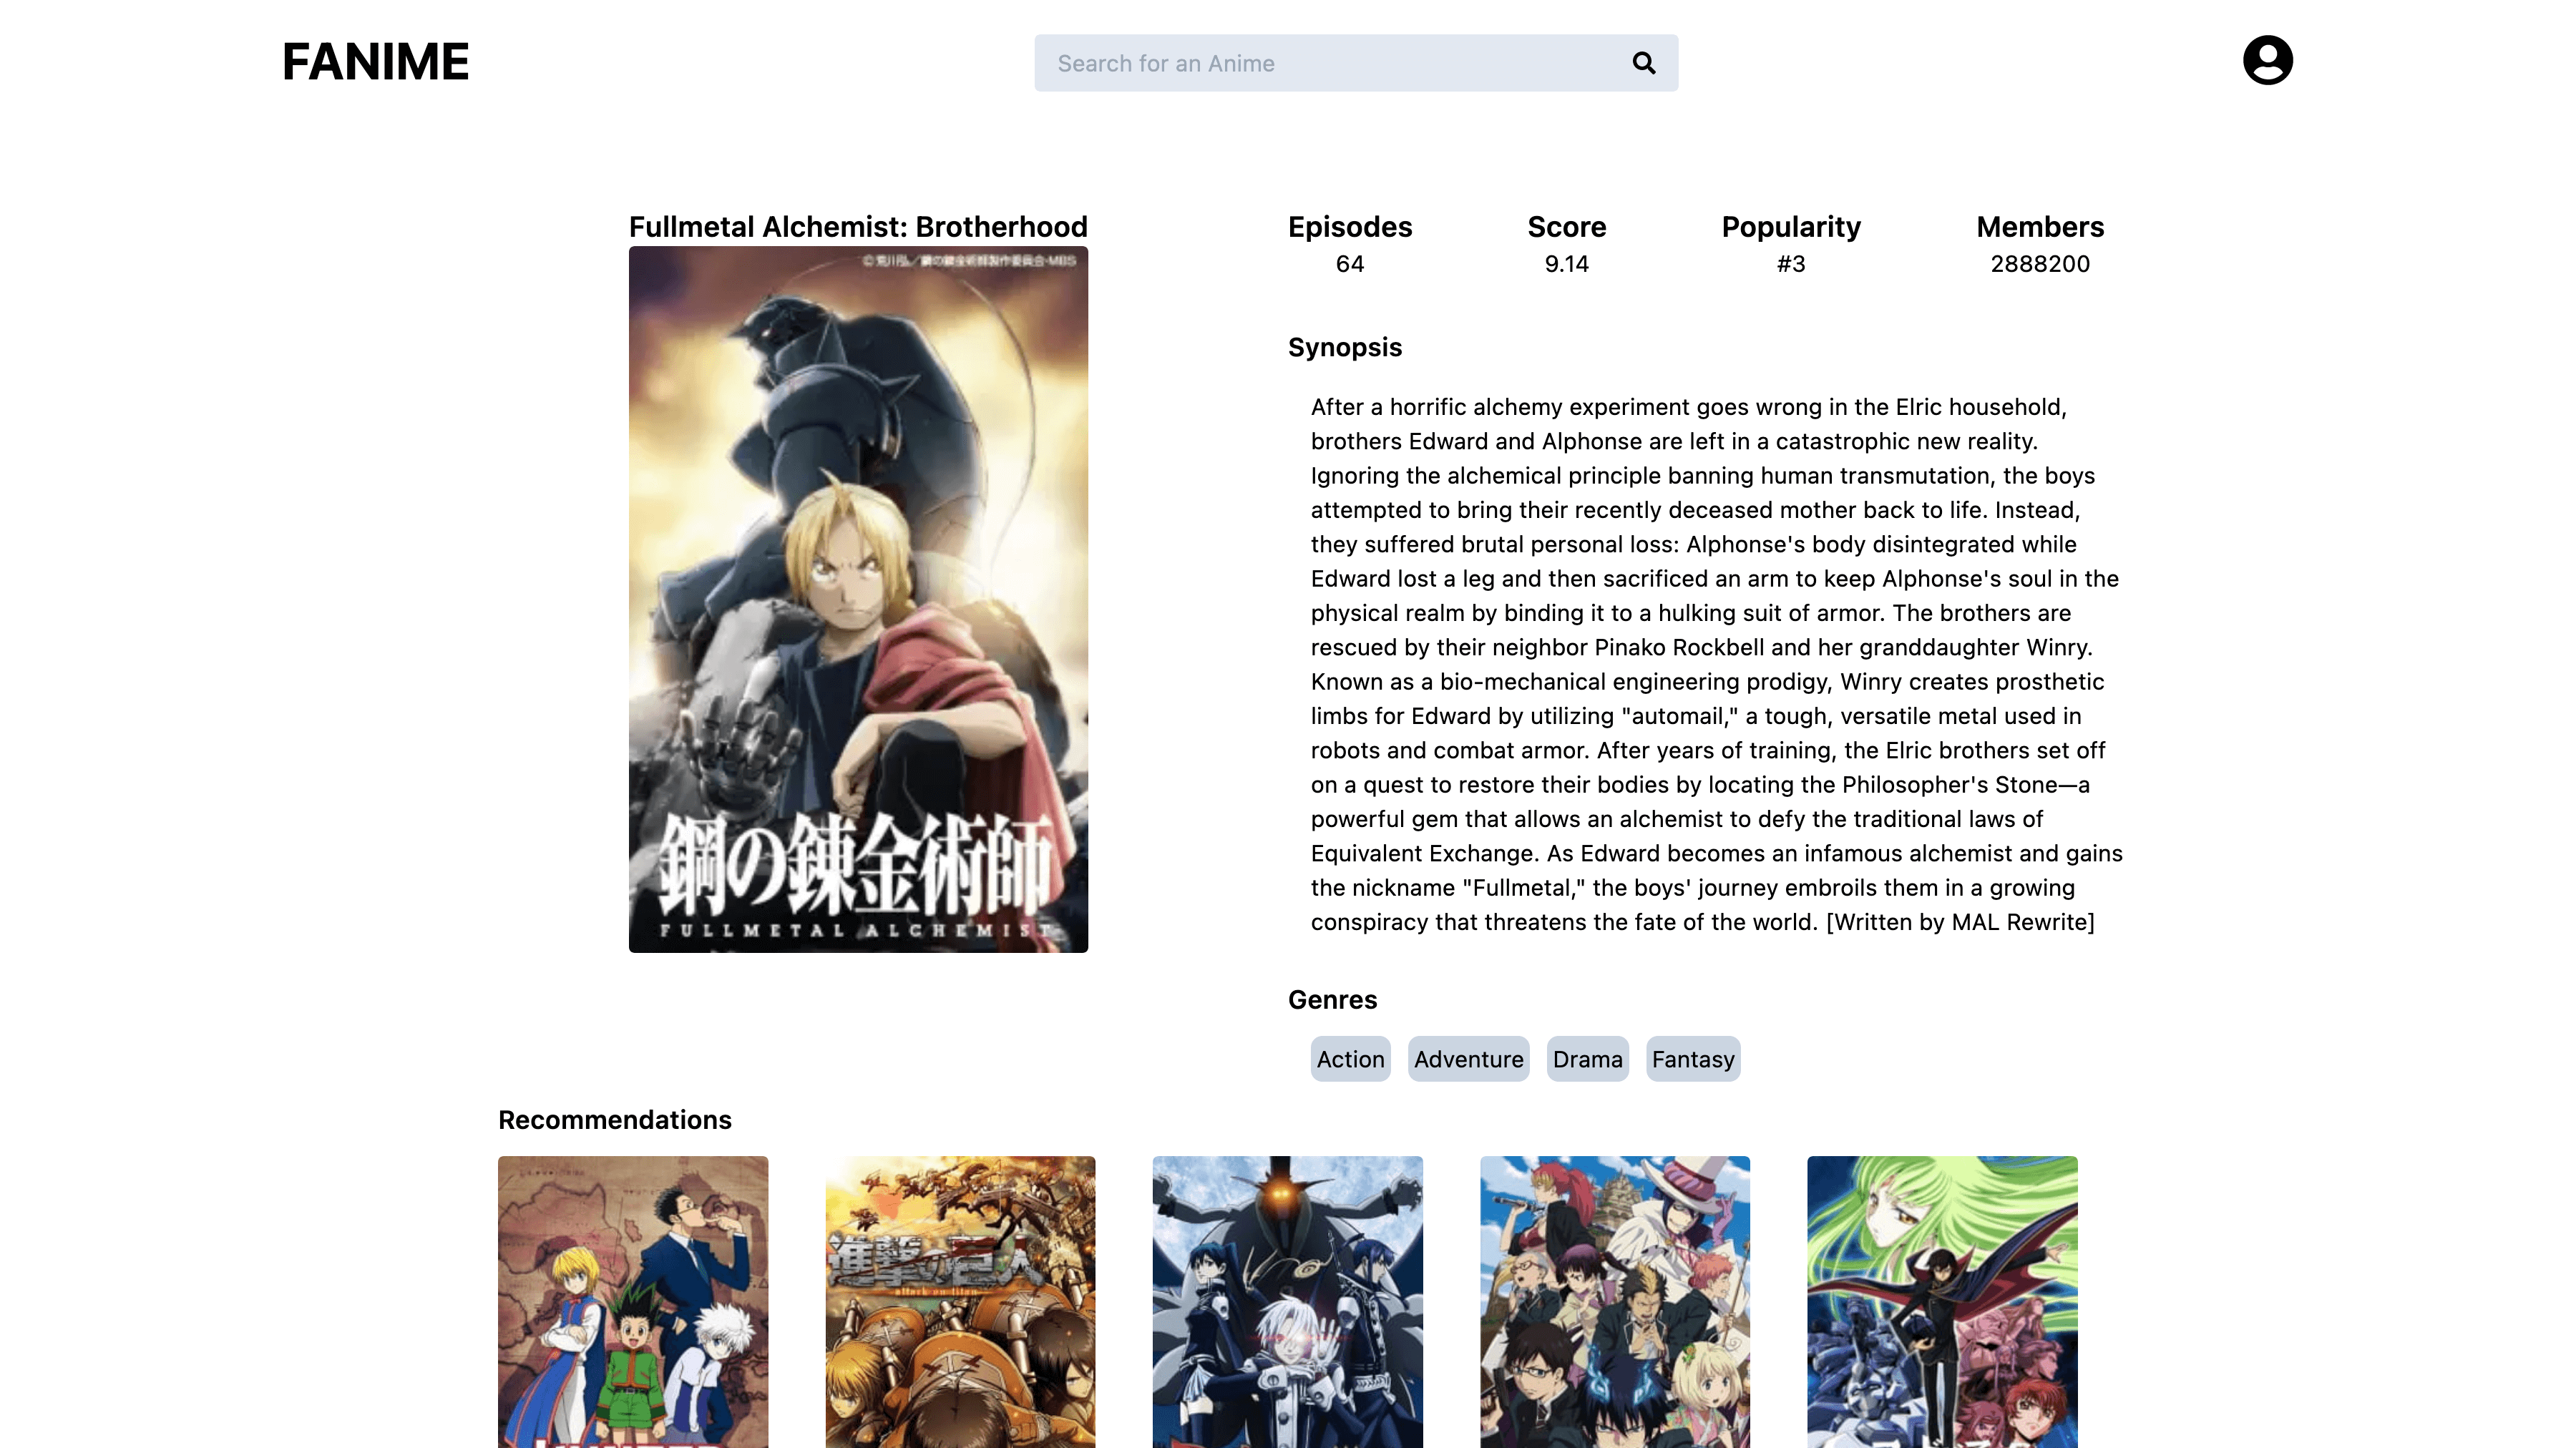 FANIME
Search for an Anime
Fullmetal Alchemist: Brotherhood
鋼の錬金術師
FULLMETAL ALCHEMIST
Episodes
64
Score
9.14
Popularity
#3
Members
2888200
Synopsis
After a horrific alchemy experiment goes wrong in the Elric household,
brothers Edward and Alphonse are left in a catastrophic new reality.
Ignoring the alchemical principle banning human transmutation, the boys
attempted to bring their recently deceased mother back to life. Instead,
they suffered brutal personal loss: Alphonse's body disintegrated while
Edward lost a leg and then sacrificed an arm to keep Alphonse's soul in the
physical realm by binding it to a hulking suit of armor. The brothers are
rescued by their neighbor Pinako Rockbell and her granddaughter Winry.
Known as a bio-mechanical engineering prodigy, Winry creates prosthetic
limbs for Edward by utilizing "automail," a tough, versatile metal used in
robots and combat armor. After years of training, the Elric brothers set off
on a quest to restore their bodies by locating the Philosopher's Stone—a
powerful gem that allows an alchemist to defy the traditional laws of
Equivalent Exchange. As Edward becomes an infamous alchemist and gains
the nickname "Fullmetal," the boys' journey embroils them in a growing
conspiracy that threatens the fate of the world. [Written by MAL Rewrite]
Genres
Action Adventure Drama Fantasy
Recommendations
進撃の巨人
attack on titan